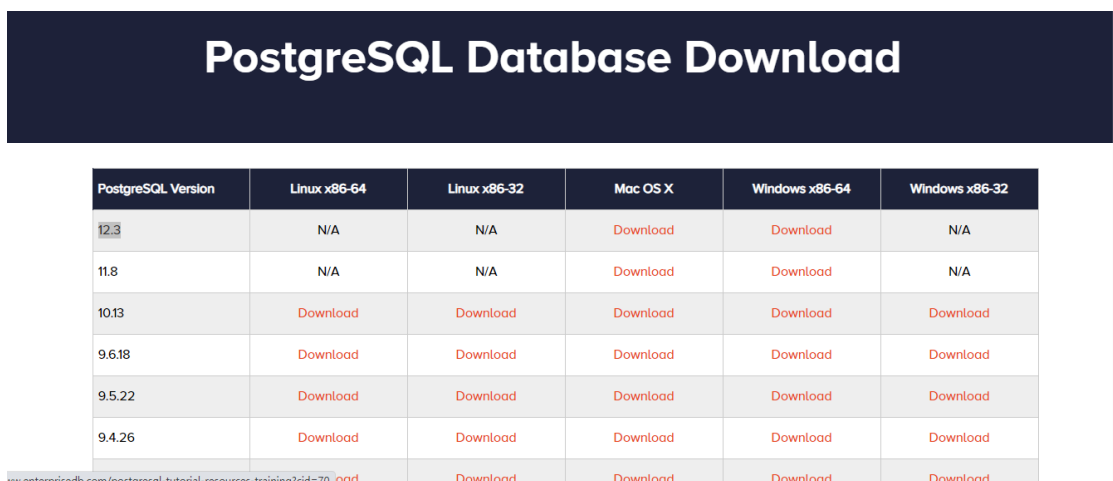 PostgreSQL Database Download
PostgreSQL Version Linux x86-64 Linux x86-32 Mac OS X Windows x86-64 Windows x86-32
12.3 N/A N/A Download Download N/A
11.8 N/A N/A Download Download N/A
10.13 Download Download Download Download Download
9.6.18 Download Download Download Download Download
9.5.22 Download Download Download Download Download
9.4.26 Download Download Download Download Download
Download Download Download Download